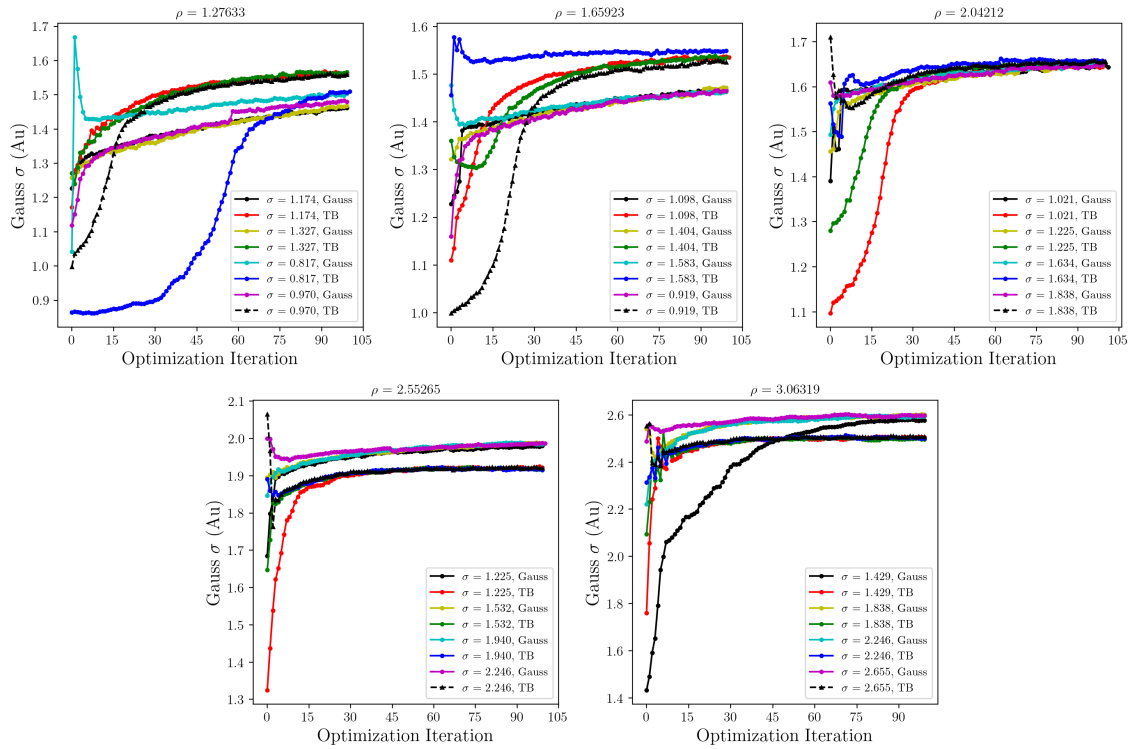 ρ = 1.27633
1.7
1.6
1.5
1.4
1.3
1.2
1.1
1.0
0.9
Gauss σ (Au)
σ = 1.174, Gauss
σ = 1.174, TB
σ = 1.327, Gauss
σ = 1.327, TB
σ = 0.817, Gauss
σ = 0.817, TB
σ = 0.970, Gauss
σ = 0.970, TB
0 15 30 45 60 75 90 105
Optimization Iteration
ρ = 1.65923
1.6
1.5
1.4
1.3
1.2
1.1
1.0
Gauss σ (Au)
σ = 1.098, Gauss
σ = 1.098, TB
σ = 1.404, Gauss
σ = 1.404, TB
σ = 1.583, Gauss
σ = 1.583, TB
σ = 0.919, Gauss
σ = 0.919, TB
0 15 30 45 60 75 90 105
Optimization Iteration
ρ = 2.04212
1.7
1.6
1.5
1.4
1.3
1.2
1.1
Gauss σ (Au)
σ = 1.021, Gauss
σ = 1.021, TB
σ = 1.225, Gauss
σ = 1.225, TB
σ = 1.634, Gauss
σ = 1.634, TB
σ = 1.838, Gauss
σ = 1.838, TB
0 15 30 45 60 75 90 105
Optimization Iteration
ρ = 2.55265
2.1
2.0
1.9
1.8
1.7
1.6
1.5
1.4
1.3
Gauss σ (Au)
σ = 1.225, Gauss
σ = 1.225, TB
σ = 1.532, Gauss
σ = 1.532, TB
σ = 1.940, Gauss
σ = 1.940, TB
σ = 2.246, Gauss
σ = 2.246, TB
0 15 30 45 60 75 90 105
Optimization Iteration
ρ = 3.06319
2.6
2.4
2.2
2.0
1.8
1.6
1.4
Gauss σ (Au)
σ = 1.429, Gauss
σ = 1.429, TB
σ = 1.838, Gauss
σ = 1.838, TB
σ = 2.246, Gauss
σ = 2.246, TB
σ = 2.655, Gauss
σ = 2.655, TB
0 15 30 45 60 75 90
Optimization Iteration